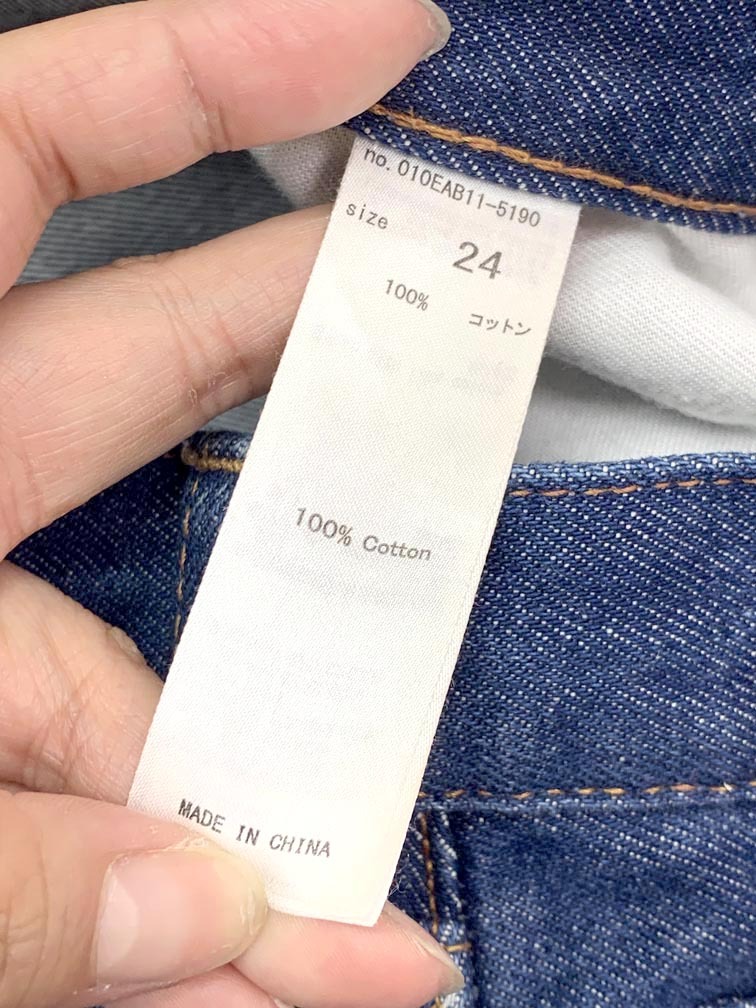 no. 010EAB11-5190
size 24
100% コットン
100% Cotton
MADE IN CHINA